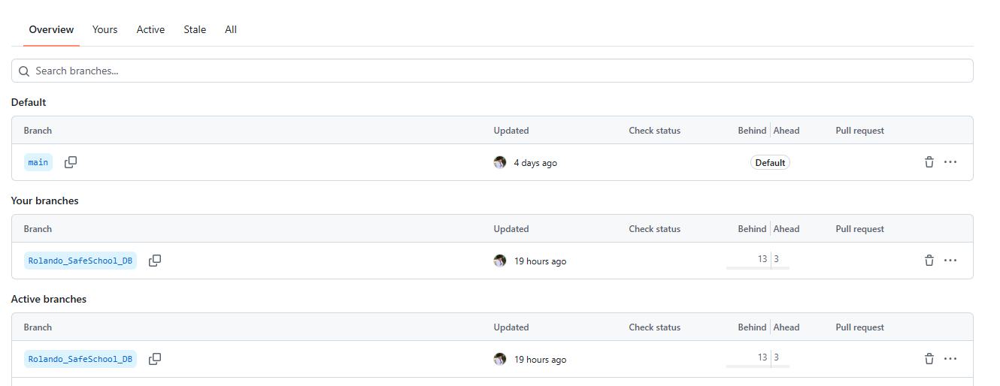 Overview Yours Active Stale All
Search branches...
Default
Branch Updated Check status Behind Ahead Pull request
main 4 days ago Default
Your branches
Branch Updated Check status Behind Ahead Pull request
Rolando_SafeSchool_DB 19 hours ago 13 3
Active branches
Branch Updated Check status Behind Ahead Pull request
Rolando_SafeSchool_DB 19 hours ago 13 3